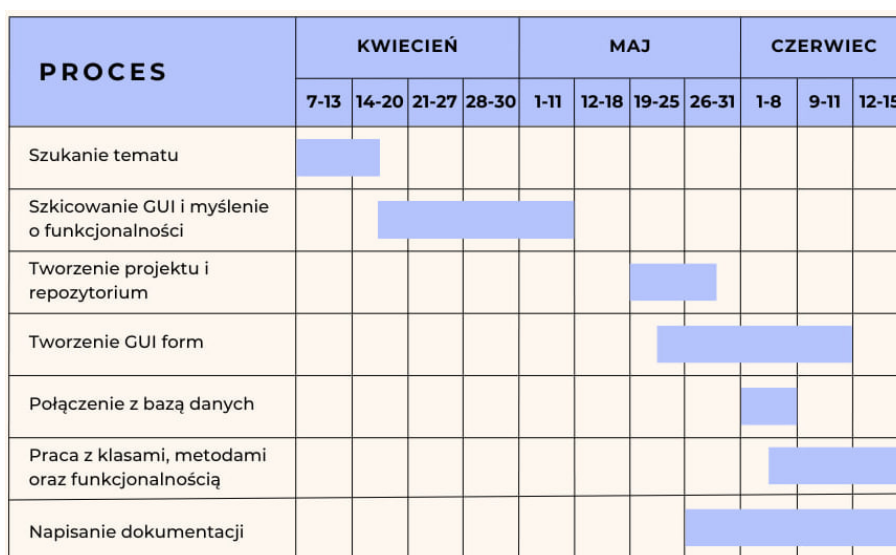 PROCES
KWIECIEŃ
MAJ
CZERWIEC
7-13
14-20
21-27
28-30
1-11
12-18
19-25
26-31
1-8
9-11
12-15
Szukanie tematu
Szkicowanie GUI i myślenie
o funkcjonalności
Tworzenie projektu i
repozytorium
Tworzenie GUI form
Połączenie z bazą danych
Praca z klasami, metodami
oraz funkcjonalnością
Napisanie dokumentacji